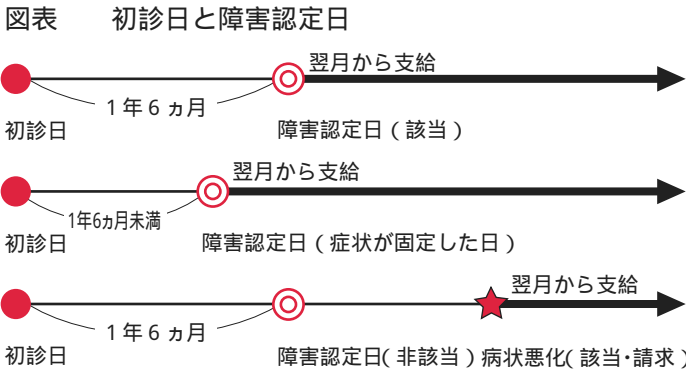 図表　初診日と障害認定日
翌月から支給
1年6ヵ月
初診日
障害認定日(該当)
翌月から支給
1年6ヵ月未満
初診日
障害認定日(症状が固定した日)
翌月から支給
1年6ヵ月
初診日
障害認定日(非該当)病状悪化(該当・請求)